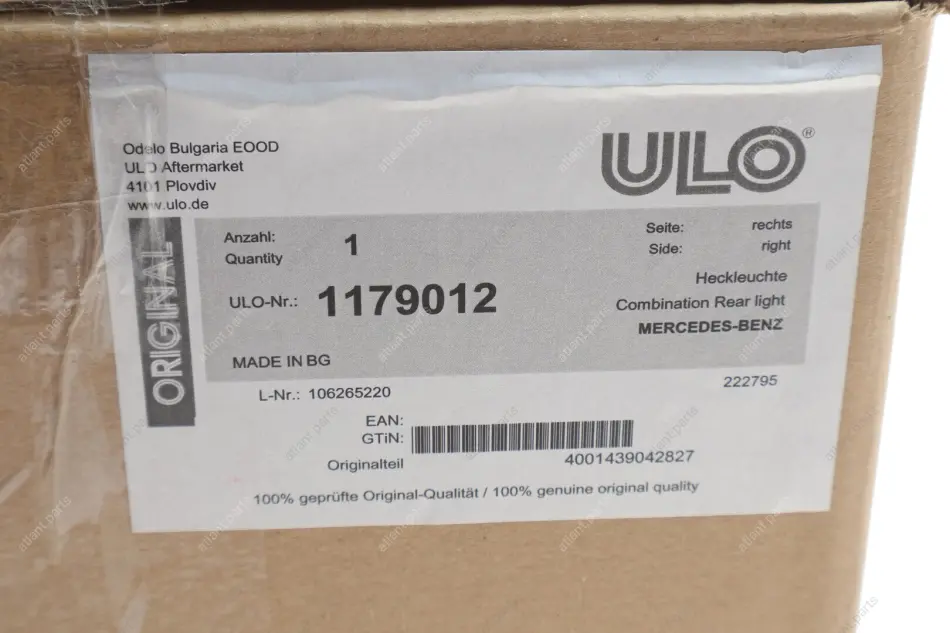 Odelo Bulgaria EOOD
ULO Aftermarket
4101 Plovdiv
www.ulo.de
ULO®
ORIGINAL
Anzahl: 1
Quantity
Seite: rechts
Side: right
ULO-Nr.: 1179012
Heckleuchte
Combination Rear light
MERCEDES-BENZ
MADE IN BG
L-Nr.: 106265220
222795
EAN:
GTiN:
Originalteil
4001439042827
100% geprüfte Original-Qualität / 100% genuine original quality
atlant.parts